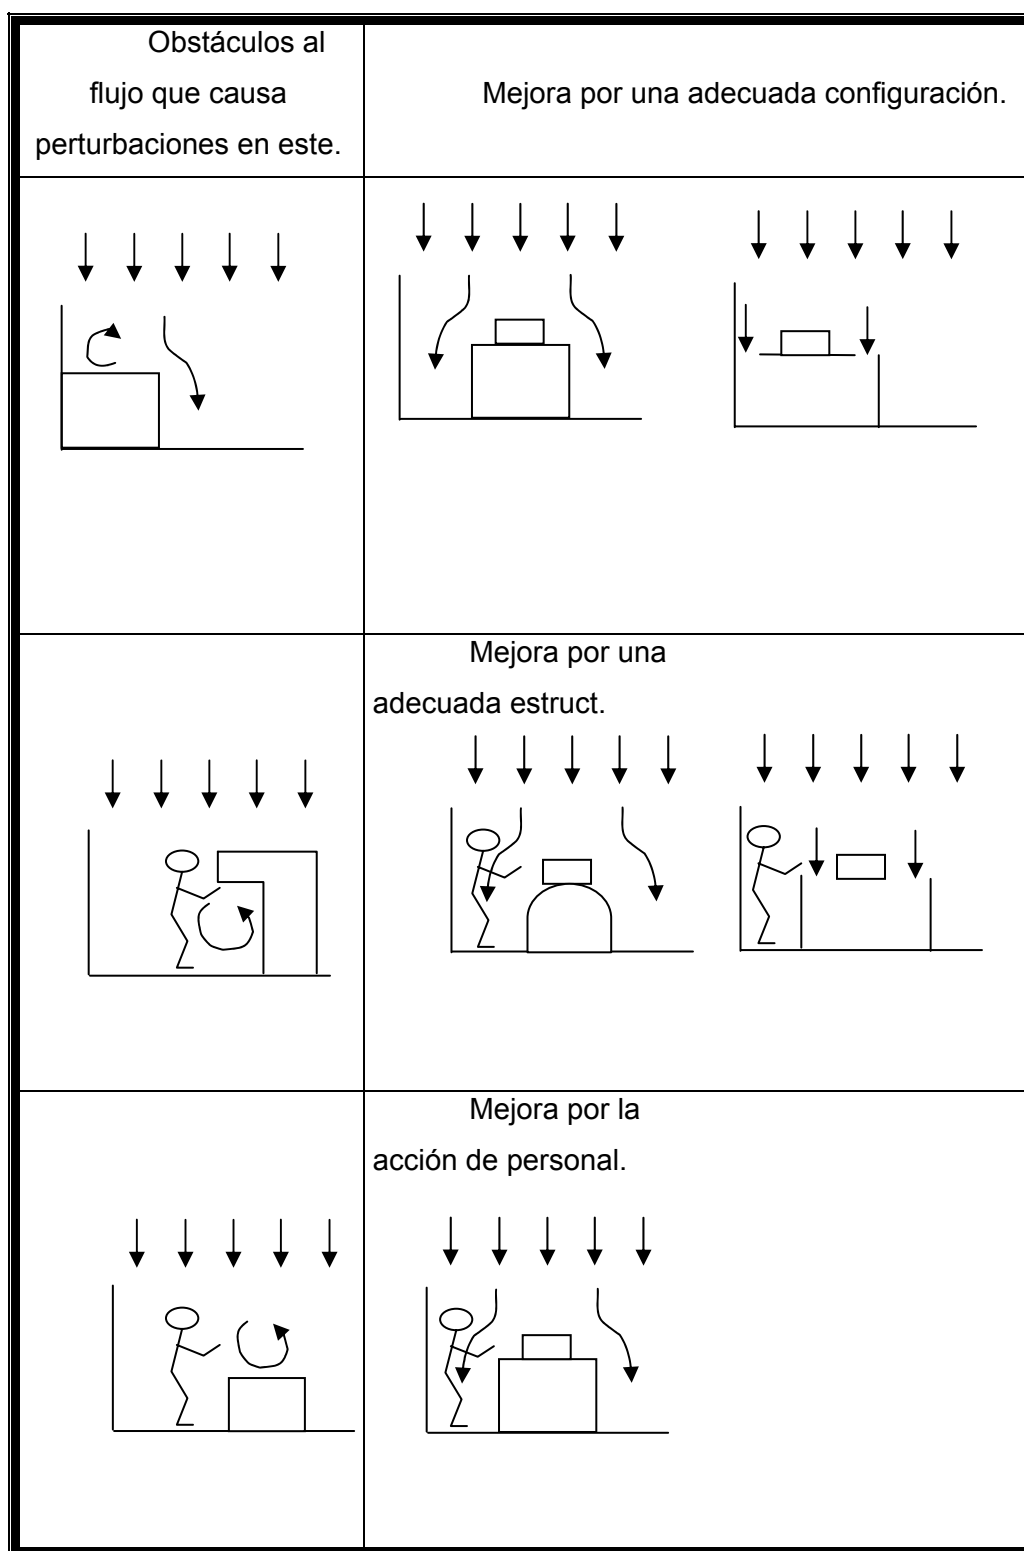 Obstáculos al
flujo que causa
perturbaciones en este.
Mejora por una adecuada configuración.
Mejora por una
adecuada estruct.
Mejora por la
acción de personal.